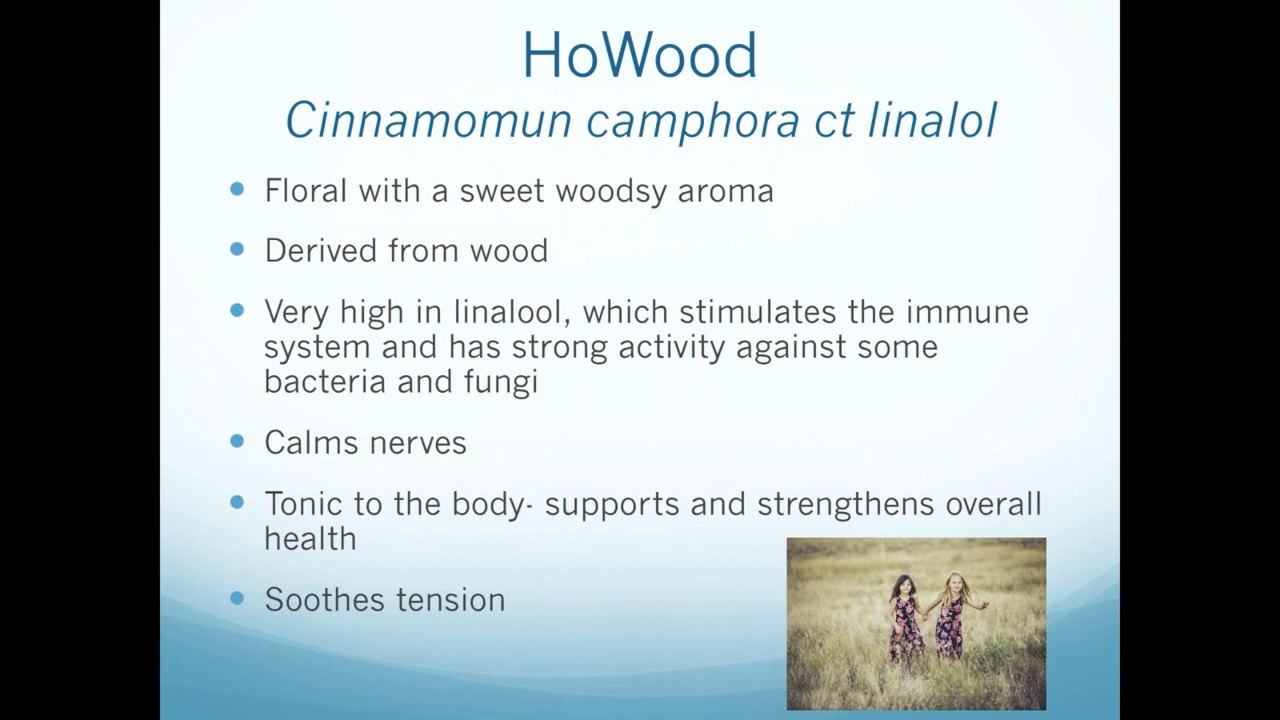 HoWood
Cinnamomun camphora ct linalol
Floral with a sweet woodsy aroma
Derived from wood
Very high in linalool, which stimulates the immune
system and has strong activity against some
bacteria and fungi
Calms nerves
Tonic to the body- supports and strengthens overall
health
Soothes tension